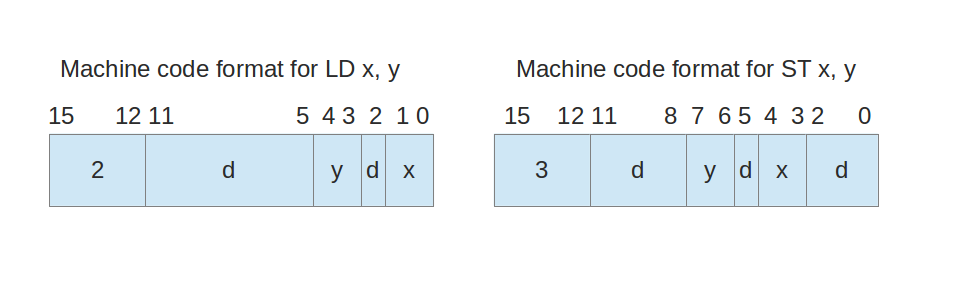 Machine code format for LD x, y
15 12 11 5 4 3 2 1 0
2 d y d x
Machine code format for ST x, y
15 12 11 8 7 6 5 4 3 2 0
3 d y d x d